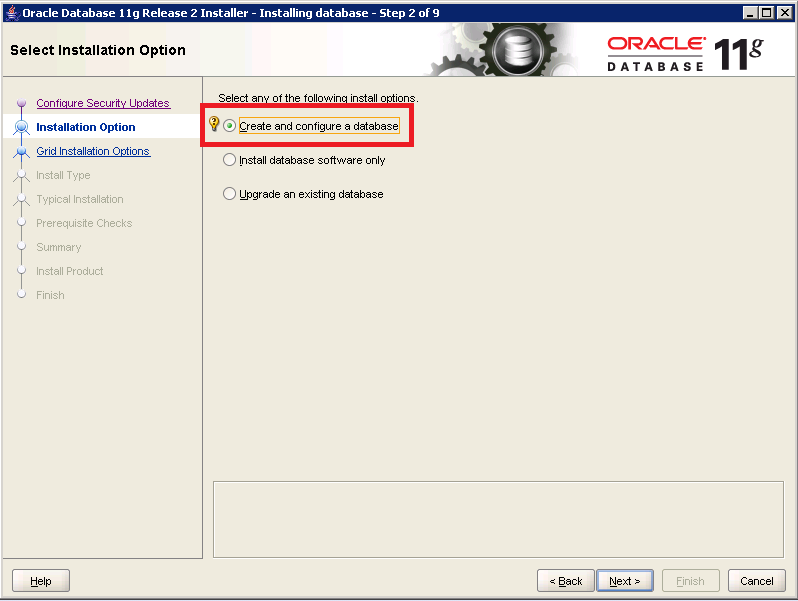 Oracle Database 11g Release 2 Installer - Installing database - Step 2 of 9
Select Installation Option
ORACLE®
DATABASE
11g
Configure Security Updates
Installation Option
Grid Installation Options
Install Type
Typical Installation
Prerequisite Checks
Summary
Install Product
Finish
Select any of the following install options.
Create and configure a database
Install database software only
Upgrade an existing database
Help
< Back
Next >
Finish
Cancel